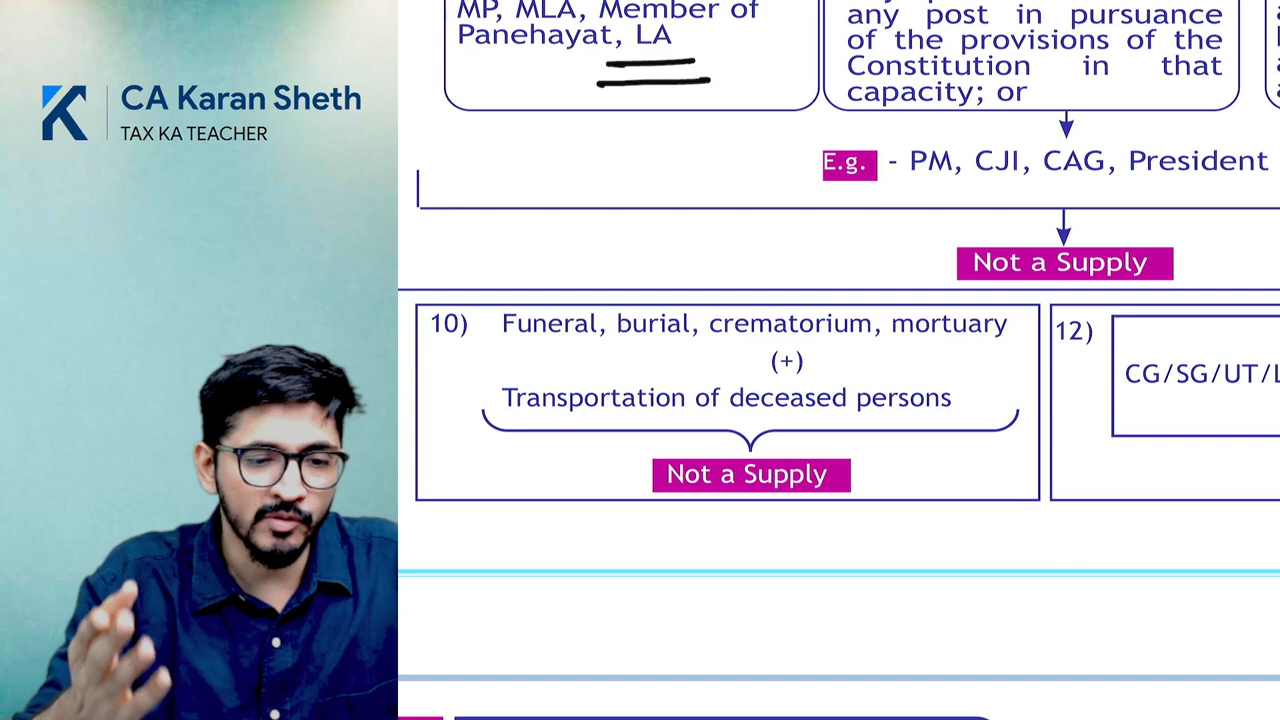 CA Karan Sheth
TAX KA TEACHER
MP, MLA, Member of
Panehayat, LA
any post in pursuance
of the provisions of the
Constitution in that
capacity; or
E.g. - PM, CJI, CAG, President
Not a Supply
10) Funeral, burial, crematorium, mortuary
(+)
Transportation of deceased persons
Not a Supply
12)
CG/SG/UT/L